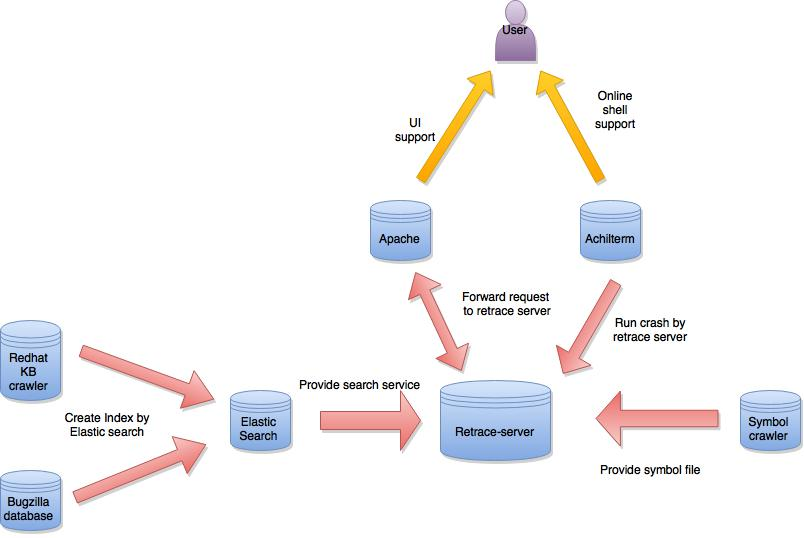 User
UI
support
Online
shell
support
Apache
Achilterm
Forward request
to retrace server
Run crash by
retrace server
Redhat
KB
crawler
Provide search service
Create Index by
Elastic search
Elastic
Search
Retrace-server
Symbol
crawler
Provide symbol file
Bugzilla
database